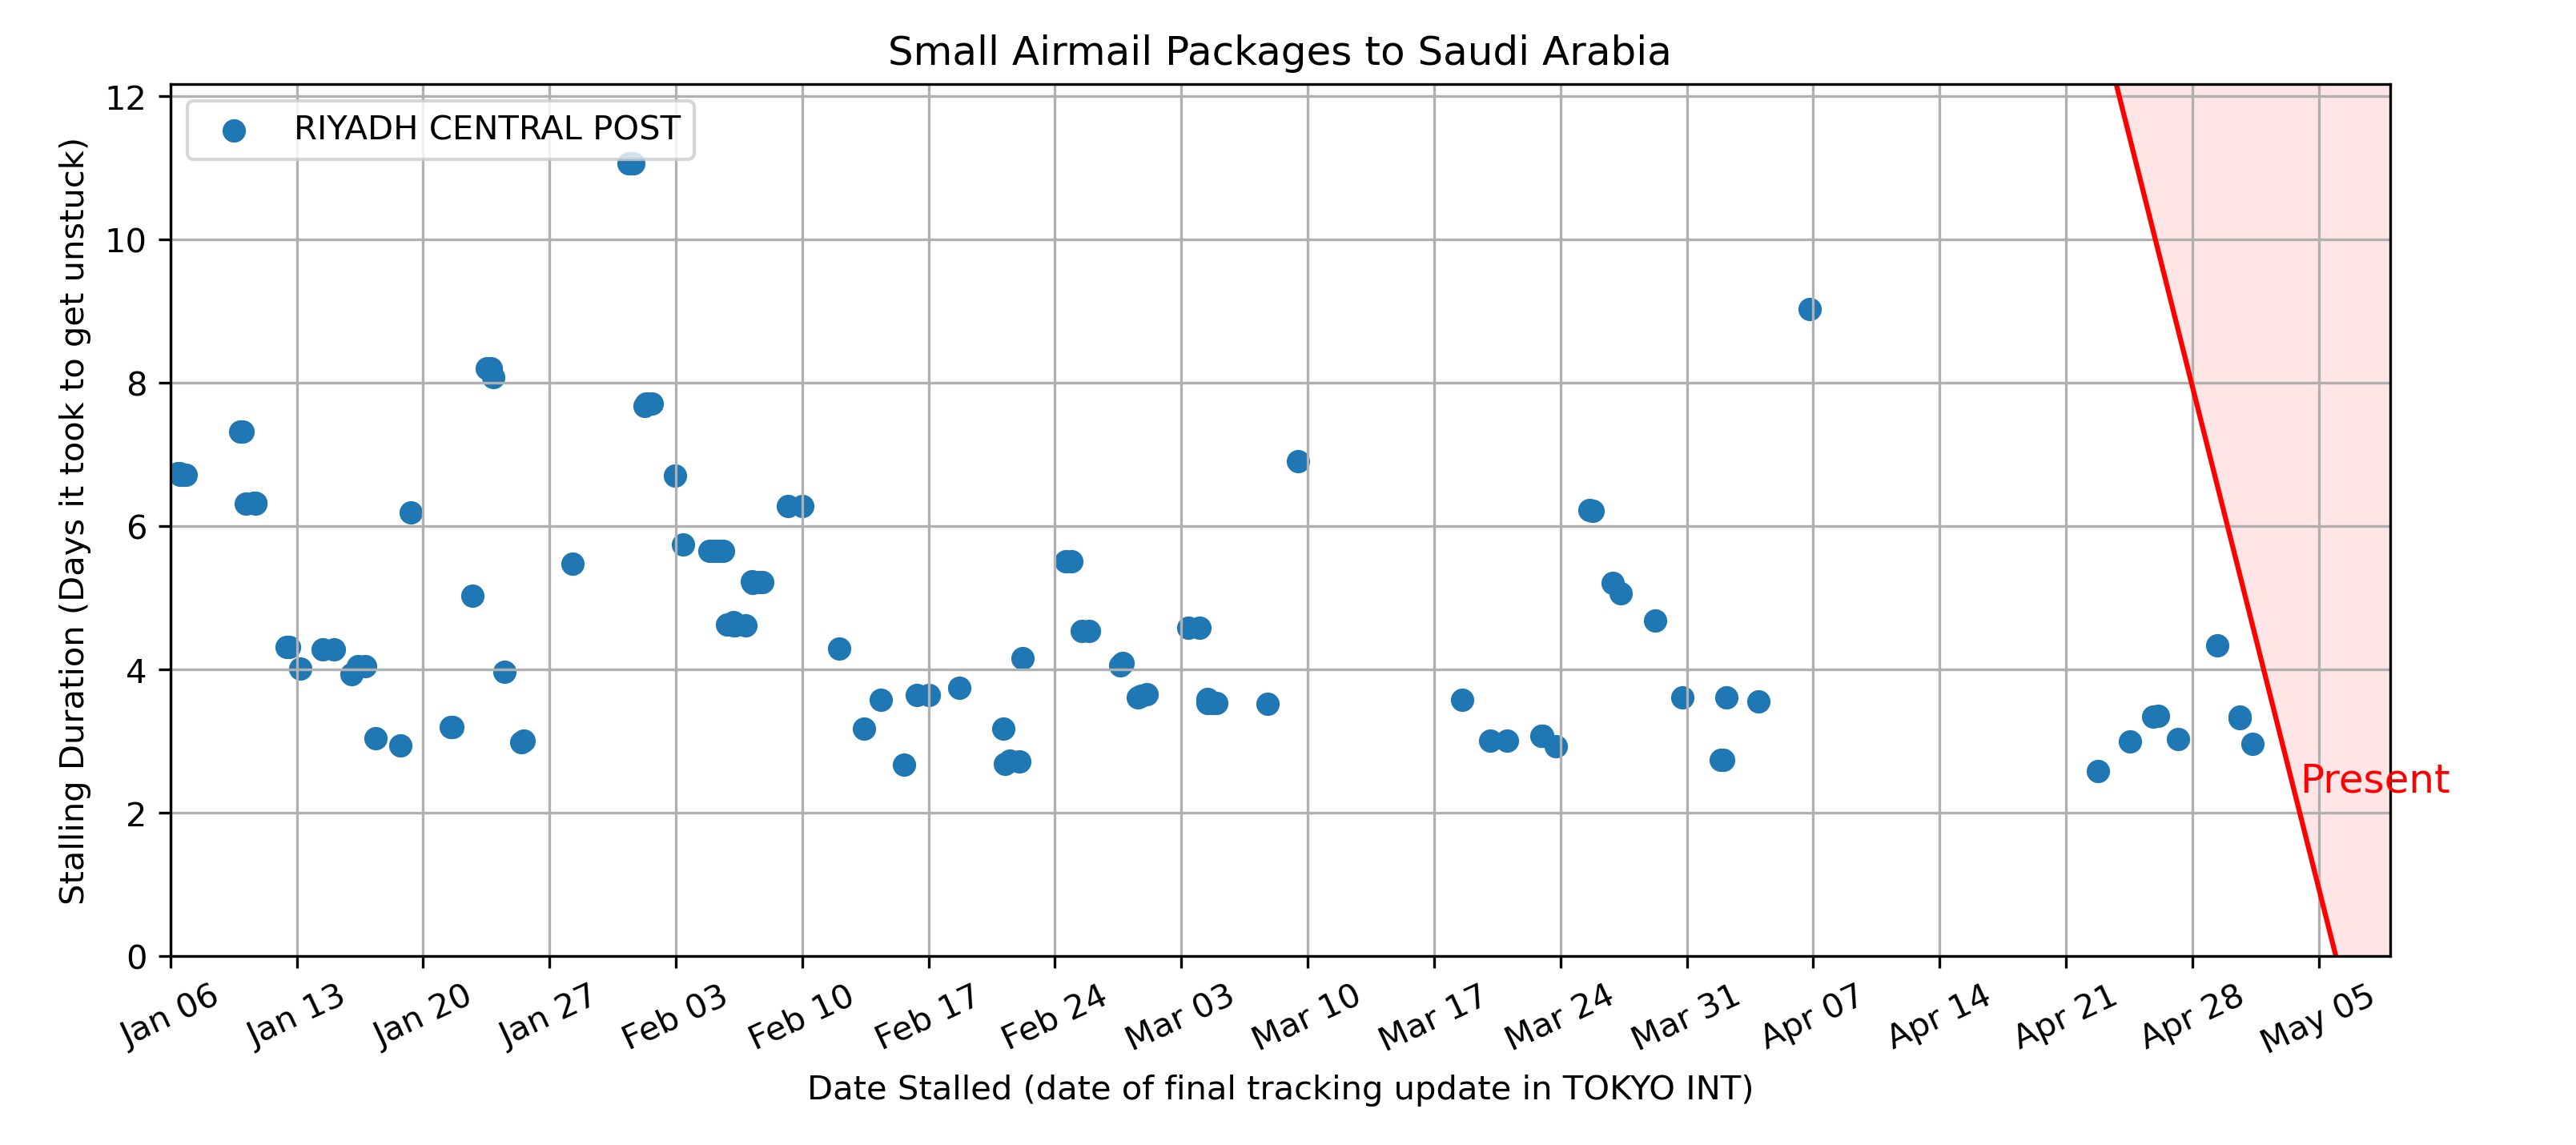 Small Airmail Packages to Saudi Arabia
RIYADH CENTRAL POST
Stalling Duration (Days it took to get unstuck)
12
10
8
6
4
2
0
Present
Jan 06
Jan 13
Jan 20
Jan 27
Feb 03
Feb 10
Feb 17
Feb 24
Mar 03
Mar 10
Mar 17
Mar 24
Mar 31
Apr 07
Apr 14
Apr 21
Apr 28
May 05
Date Stalled (date of final tracking update in TOKYO INT)